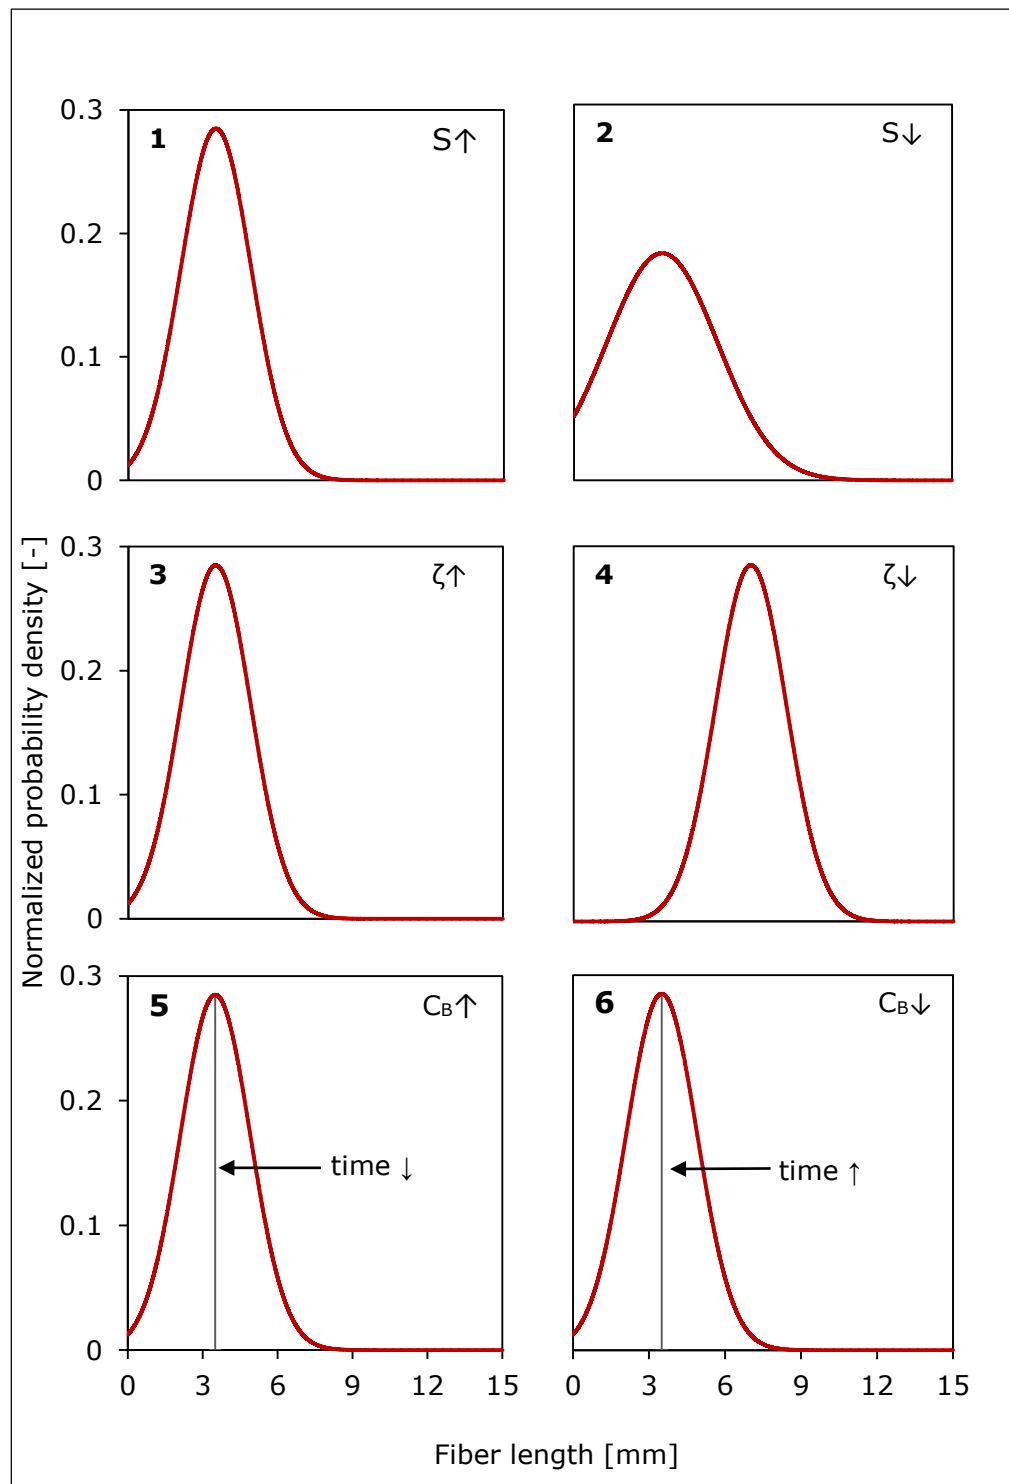 1
S↑
2
S↓
0.3
0.2
0.1
0
3
ζ↑
4
ζ↓
0.3
0.2
0.1
0
Normalized probability density [-]
5
CB↑
time ↓
6
CB↓
time ↑
0.3
0.2
0.1
0
0 3 6 9 12 15
0 3 6 9 12 15
Fiber length [mm]